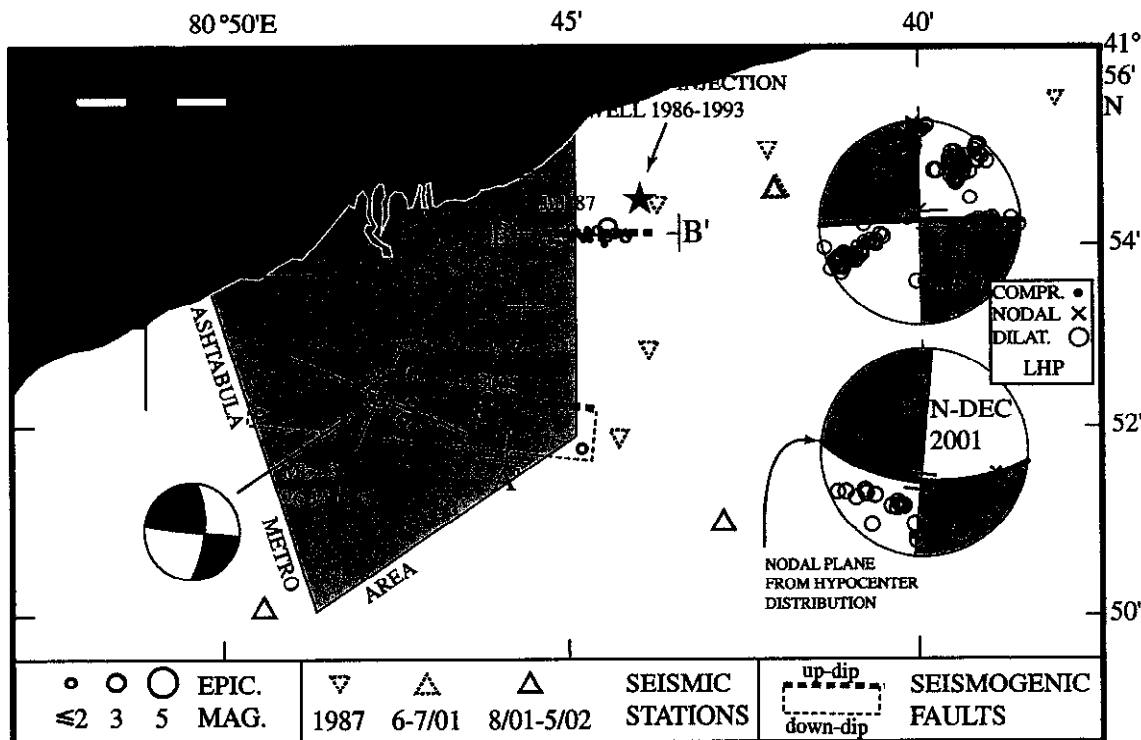 80 °50'E 45' 40' 41°
56'
N
INJECTION
WELL 1986-1993
87
B'
54'
COMPR.
NODAL
DILAT.
LHP
N-DEC
2001
52'
ASHTABULA
METRO
AREA
NODAL PLANE
FROM HYPOCENTER
DISTRIBUTION
50'
EPIC.
≤2 3 5 MAG.
1987 6-7/01 8/01-5/02
SEISMIC
STATIONS
up-dip
down-dip
SEISMOGENIC
FAULTS